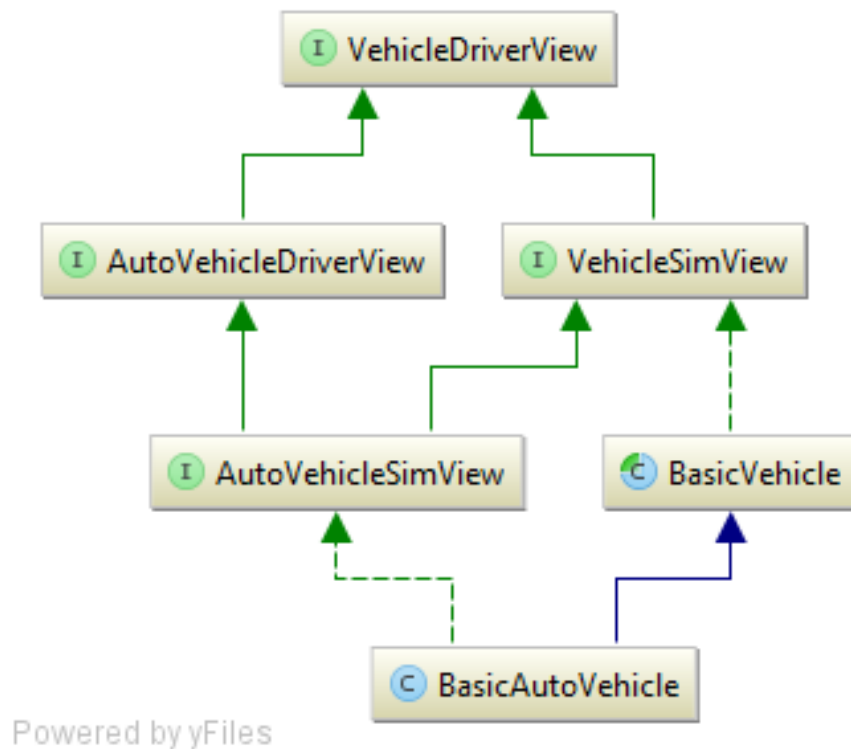 I VehicleDriverView
I AutoVehicleDriverView
I VehicleSimView
I AutoVehicleSimView
C BasicVehicle
C BasicAutoVehicle
Powered by yFiles